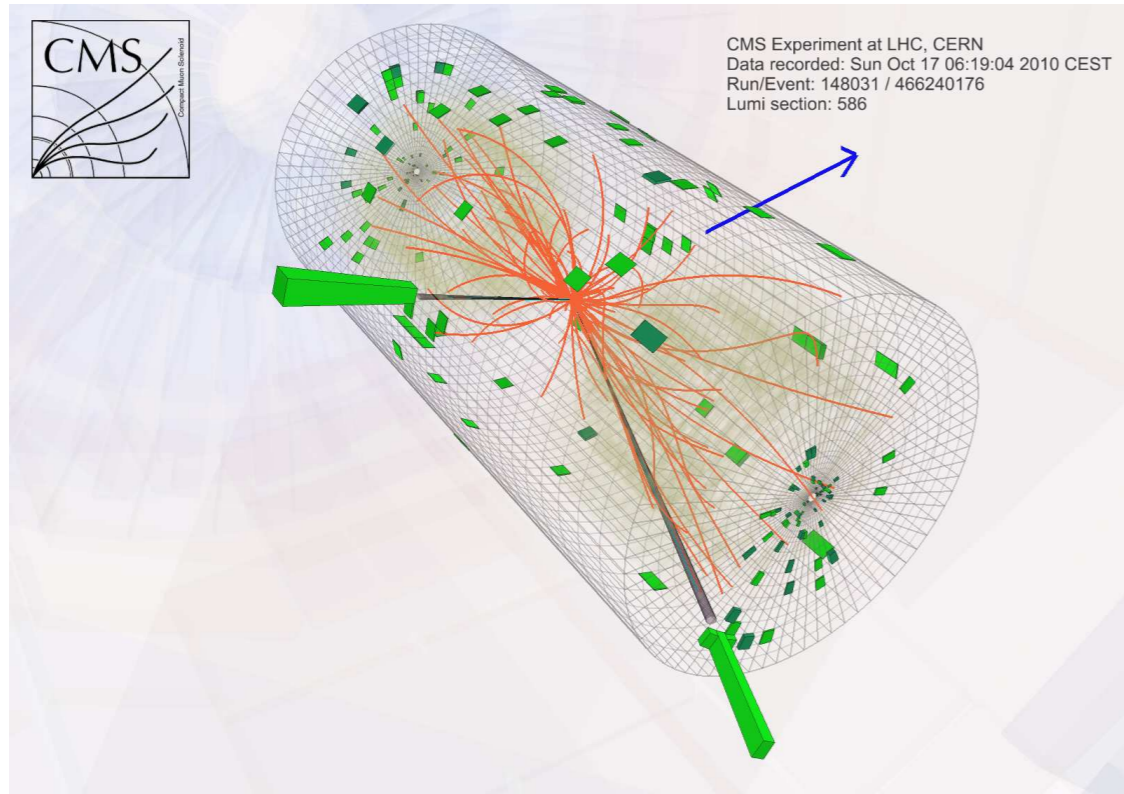 CMS
Compact Muon Solenoid
CMS Experiment at LHC, CERN
Data recorded: Sun Oct 17 06:19:04 2010 CEST
Run/Event: 148031 / 466240176
Lumi section: 586